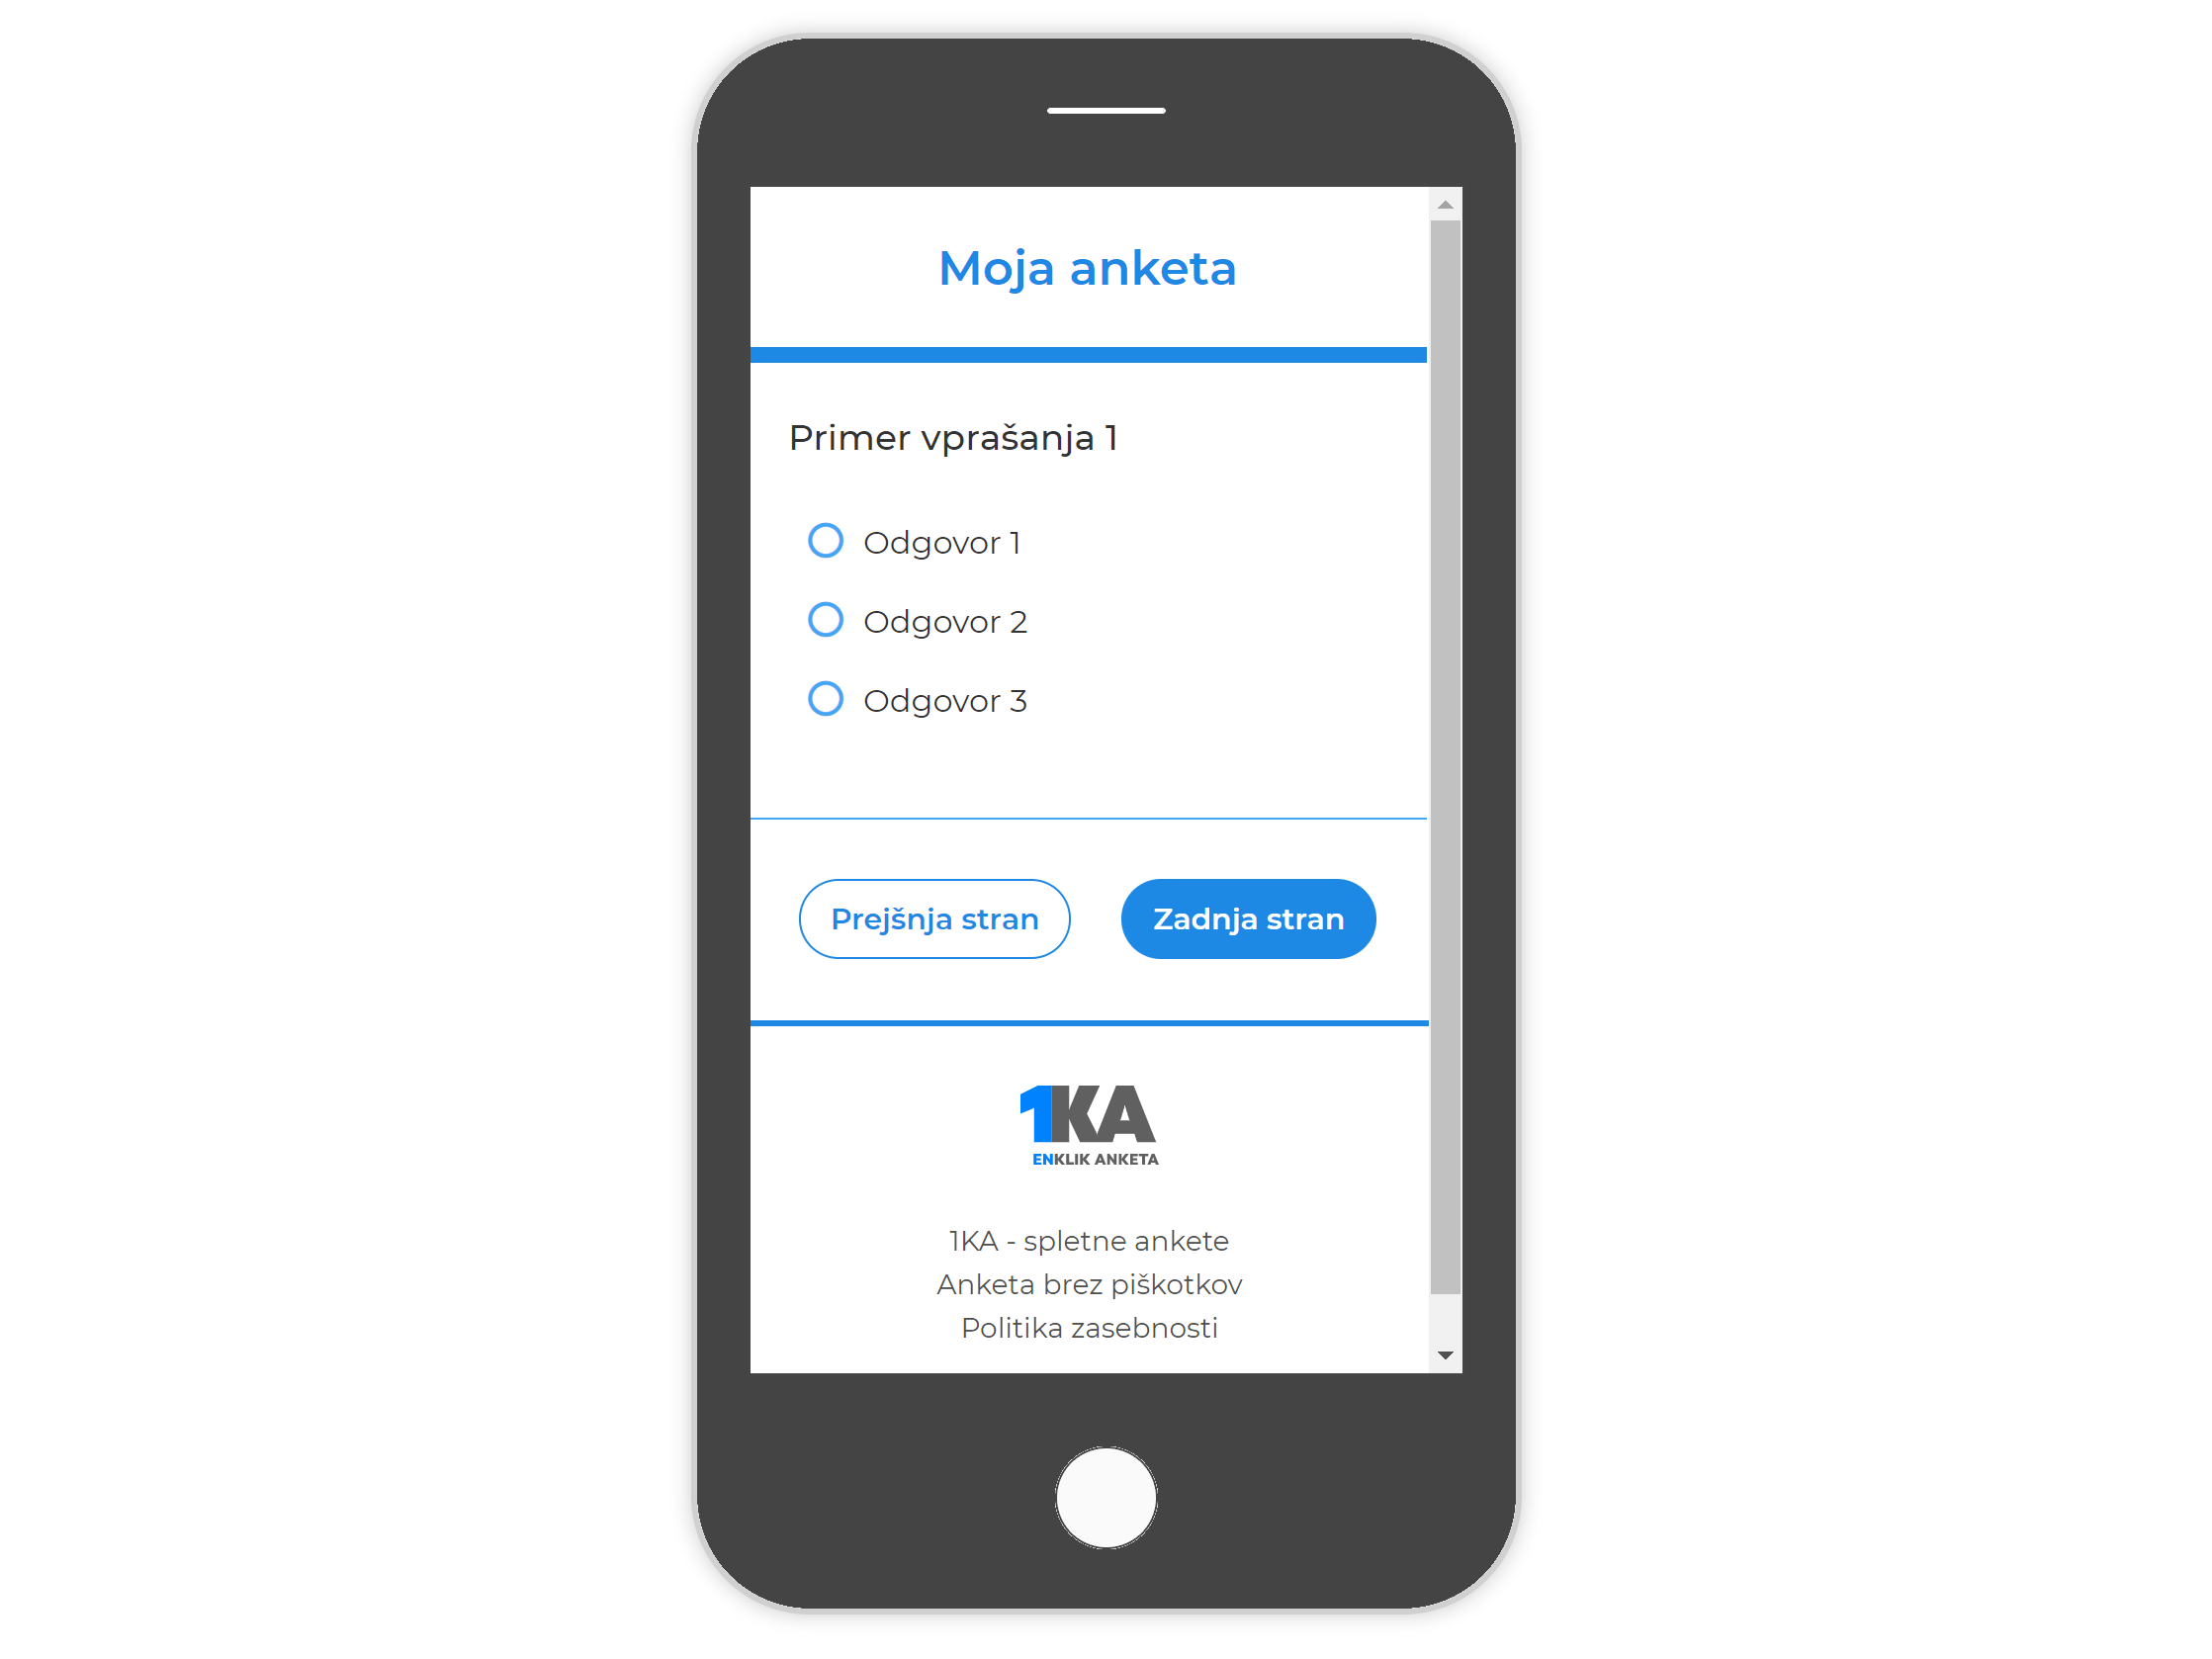 Moja anketa
Primer vprašanja 1
Odgovor 1
Odgovor 2
Odgovor 3
Prejšnja stran
Zadnja stran
1KA
ENKLIK ANKETA
1KA - spletne ankete
Anketa brez piškotkov
Politika zasebnosti